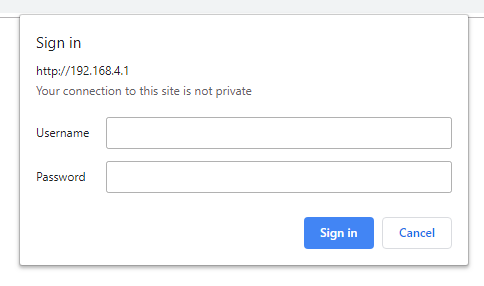 Sign in
http://192.168.4.1
Your connection to this site is not private
Username
Password
Sign in
Cancel